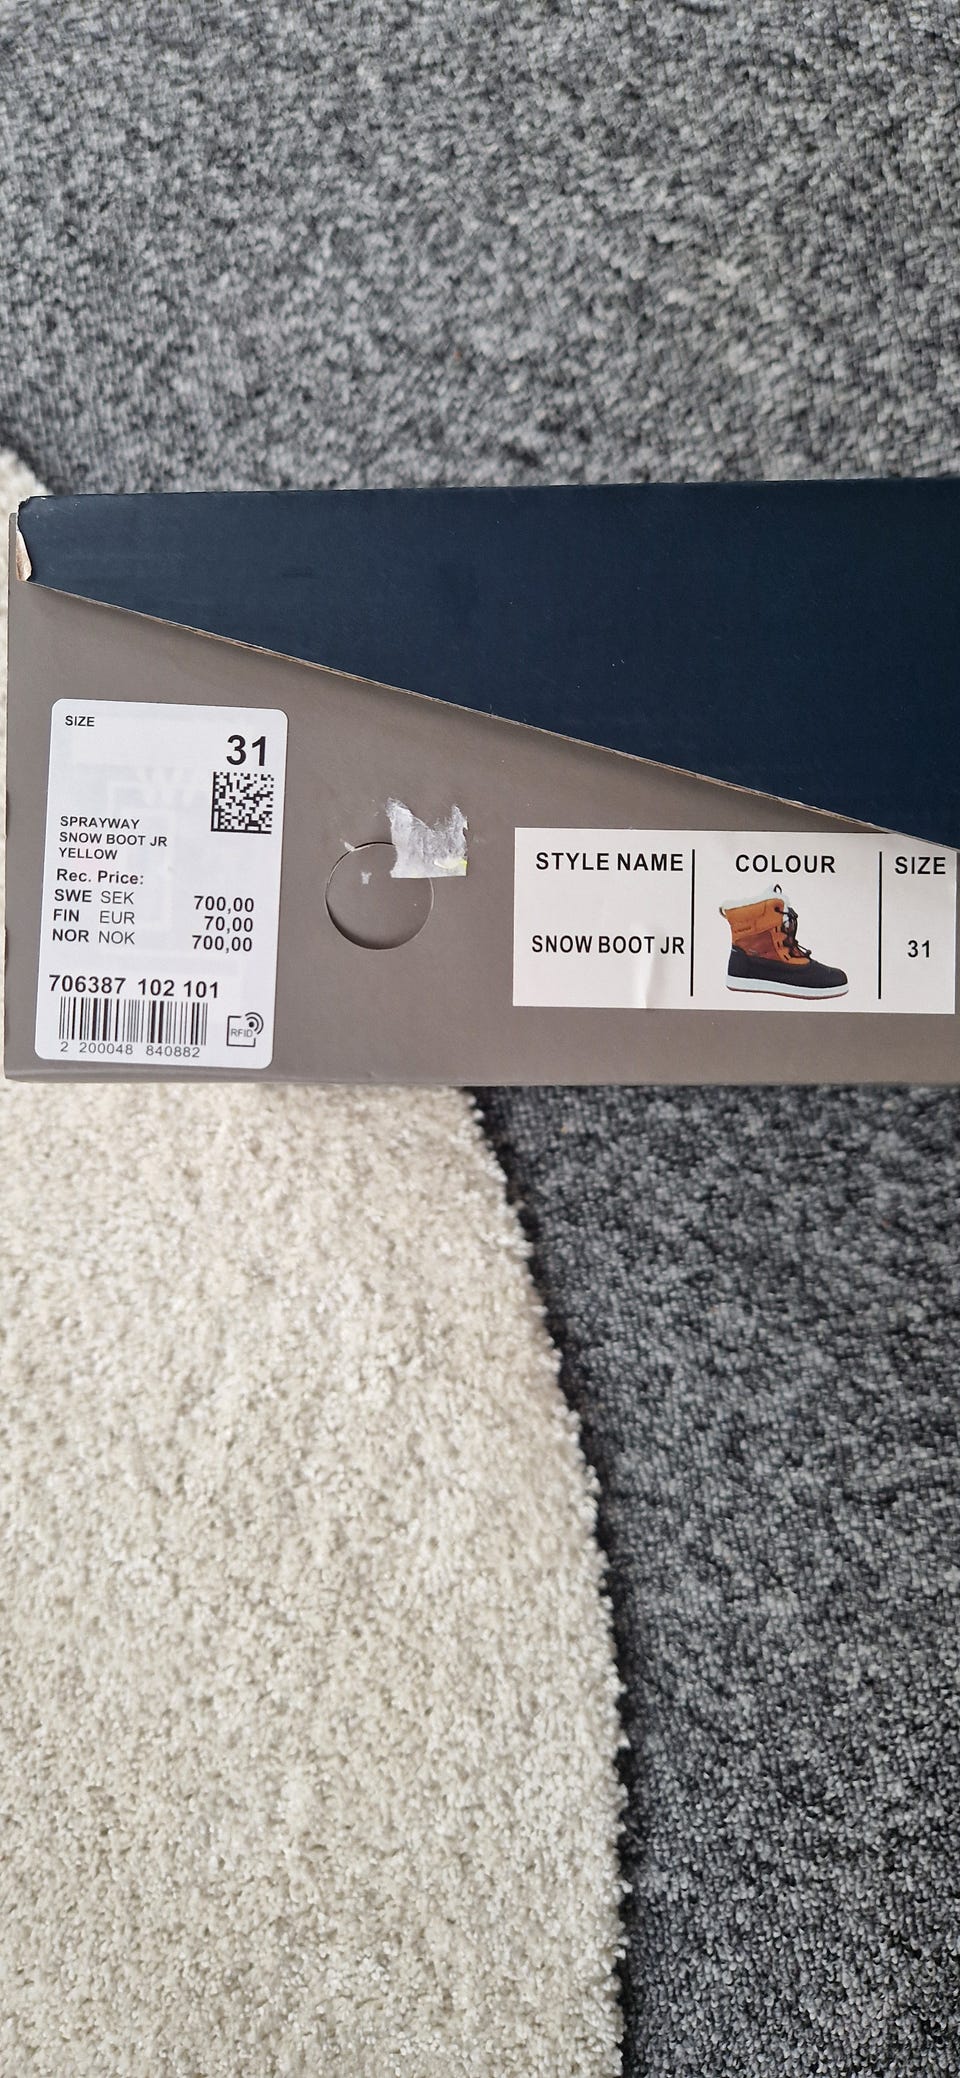 SIZE
31
SPRAYWAY
SNOW BOOT JR
YELLOW
Rec. Price:
SWE SEK 700,00
FIN EUR 70,00
NOR NOK 700,00
706387 102 101
RFID
2 200048 840882
STYLE NAME COLOUR SIZE
SNOW BOOT JR 31